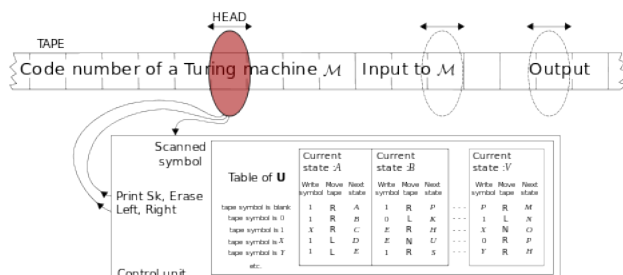 HEAD
TAPE
Code number of a Turing machine ℳ Input to ℳ Output
Scanned
symbol
Print Sk, Erase
Left, Right
Control unit
Table of U
Current
state :A
Current
state :B
Current
state :V
Write Move Next Write Move Next Write Move Next
symbol tape state symbol tape state symbol tape state
tape symbol is blank 1 R A 1 R P - - - - P R M
tape symbol is 0 1 R B 0 L K - - - 1 L N
tape symbol is 1 X R C E R H - - - X N O
tape symbol is X 1 L D E N U - - - 0 R P
tape symbol is Y 1 L E 1 R S - - - - Y R H
etc.